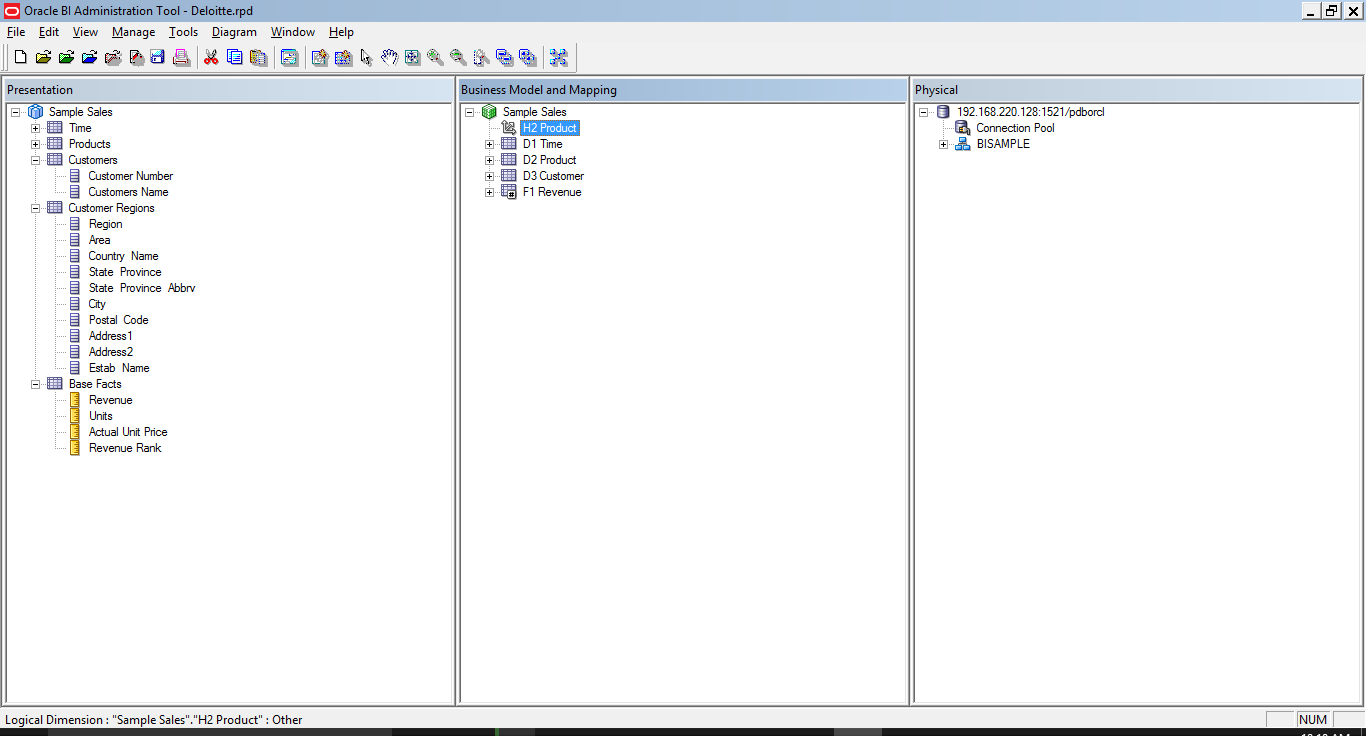 Oracle BI Administration Tool - Deloitte.rpd
File Edit View Manage Tools Diagram Window Help
Presentation
Sample Sales
Time
Products
Customers
Customer Number
Customers Name
Customer Regions
Region
Area
Country Name
State Province
State Province Abbrv
City
Postal Code
Address1
Address2
Estab Name
Base Facts
Revenue
Units
Actual Unit Price
Revenue Rank
Business Model and Mapping
Sample Sales
H2 Product
D1 Time
D2 Product
D3 Customer
F1 Revenue
Physical
192.168.220.128:1521/pdborcl
Connection Pool
BISAMPLE
Logical Dimension : "Sample Sales"."H2 Product" : Other
NUM